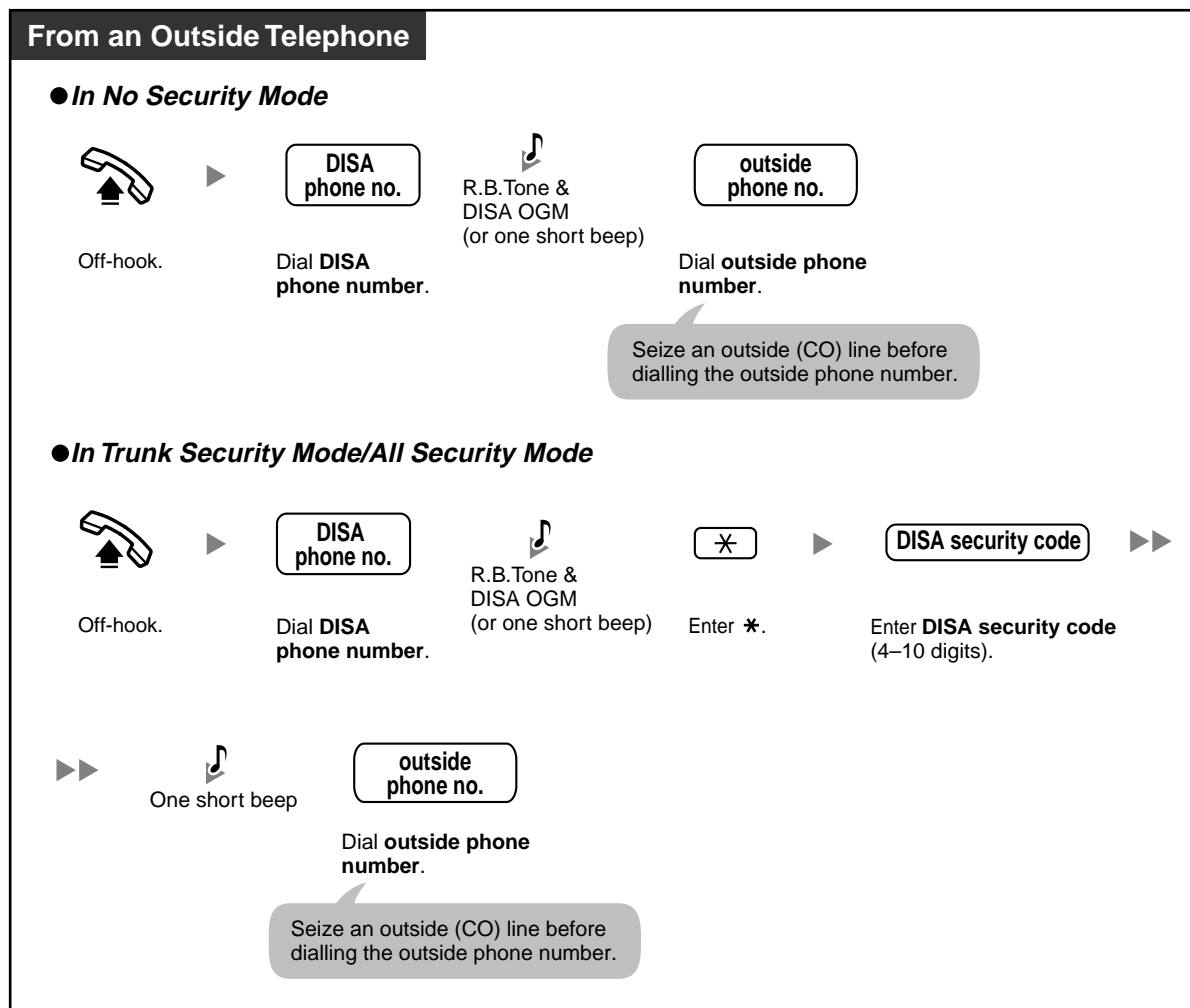 From an Outside Telephone
●In No Security Mode
DISA
phone no.
R.B.Tone &
DISA OGM
(or one short beep)
outside
phone no.
Off-hook.
Dial DISA
phone number.
Dial outside phone
number.
Seize an outside (CO) line before
dialling the outside phone number.
●In Trunk Security Mode/All Security Mode
DISA
phone no.
R.B.Tone &
DISA OGM
(or one short beep)
*
DISA security code
Off-hook.
Dial DISA
phone number.
Enter *.
Enter DISA security code
(4–10 digits).
One short beep
outside
phone no.
Dial outside phone
number.
Seize an outside (CO) line before
dialling the outside phone number.